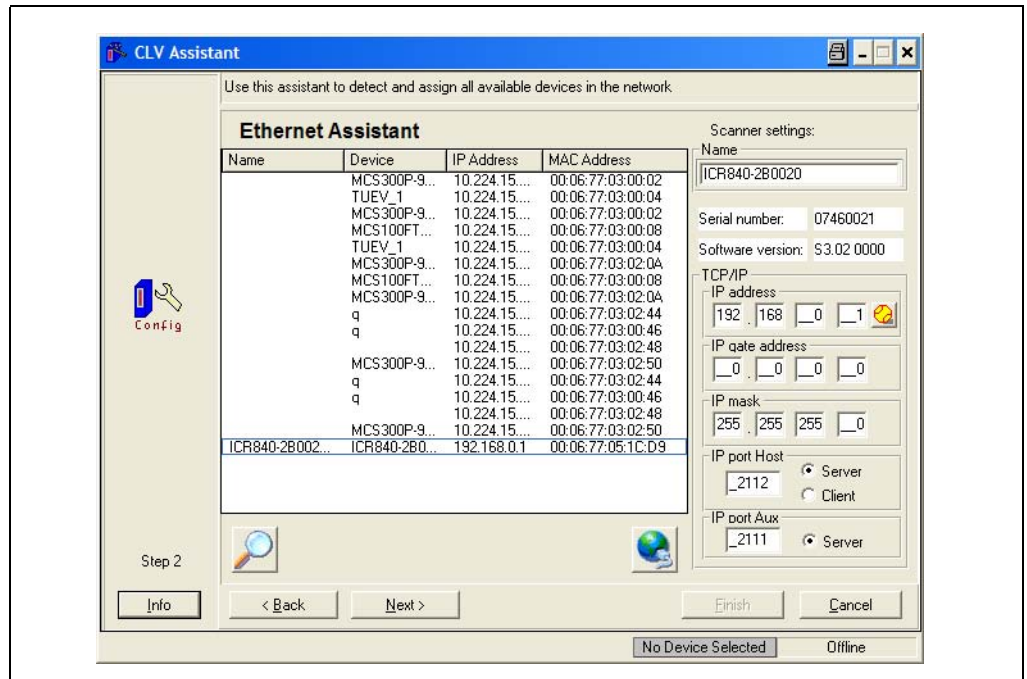 CLV Assistant
Use this assistant to detect and assign all available devices in the network
Ethernet Assistant
Name Device IP Address MAC Address
MCS300P-9... 10.224.15.... 00:06:77:03:00:02
TUEV_1 10.224.15.... 00:06:77:03:00:04
MCS300P-9... 10.224.15.... 00:06:77:03:00:02
MCS100FT... 10.224.15.... 00:06:77:03:00:08
TUEV_1 10.224.15.... 00:06:77:03:00:04
MCS300P-9... 10.224.15.... 00:06:77:03:02:0A
MCS100FT... 10.224.15.... 00:06:77:03:00:08
MCS300P-9... 10.224.15.... 00:06:77:03:02:0A
q 10.224.15.... 00:06:77:03:02:44
q 10.224.15.... 00:06:77:03:00:46
10.224.15.... 00:06:77:03:02:48
MCS300P-9... 10.224.15.... 00:06:77:03:02:50
q 10.224.15.... 00:06:77:03:02:44
q 10.224.15.... 00:06:77:03:00:46
10.224.15.... 00:06:77:03:02:48
MCS300P-9... 10.224.15.... 00:06:77:03:02:50
ICR840-2B002... ICR840-2B0... 192.168.0.1 00:06:77:05:1C:D9
Scanner settings:
Name
ICR840-2B0020
Serial number: 07460021
Software version: S3.02 0000
TCP/IP
IP address
192 . 168 __0 __1
IP gate address
__0 . __0 __0 __0
IP mask
255 . 255 255 __0
IP port Host
_2112 Server
Client
IP port Aux
_2111 Server
Config
Step 2
Info < Back Next > Finish Cancel
No Device Selected Offline